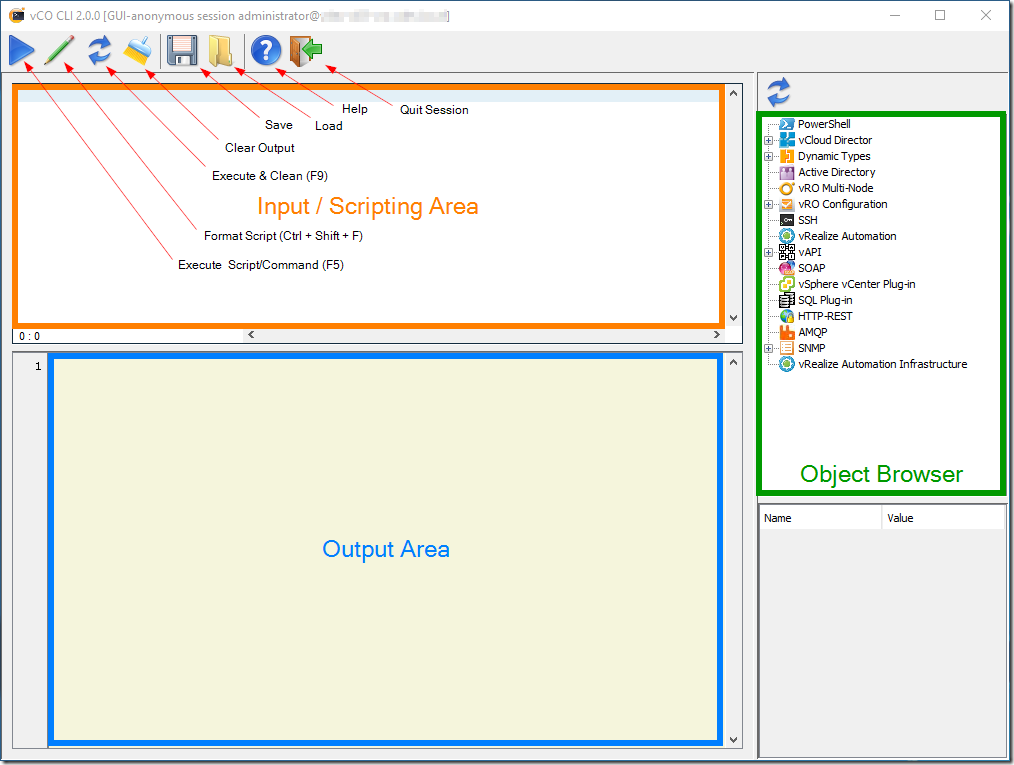 vCO CLI 2.0.0 [GUI-anonymous session administrator@
Help
Quit Session
Save
Load
Clear Output
Execute & Clean (F9)
Input / Scripting Area
Format Script (Ctrl + Shift + F)
Execute Script/Command (F5)
0 : 0
1
Output Area
PowerShell
vCloud Director
Dynamic Types
Active Directory
vRO Multi-Node
vRO Configuration
SSH
vRealize Automation
vAPI
SOAP
vSphere vCenter Plug-in
SQL Plug-in
HTTP-REST
AMQP
SNMP
vRealize Automation Infrastructure
Object Browser
Name Value